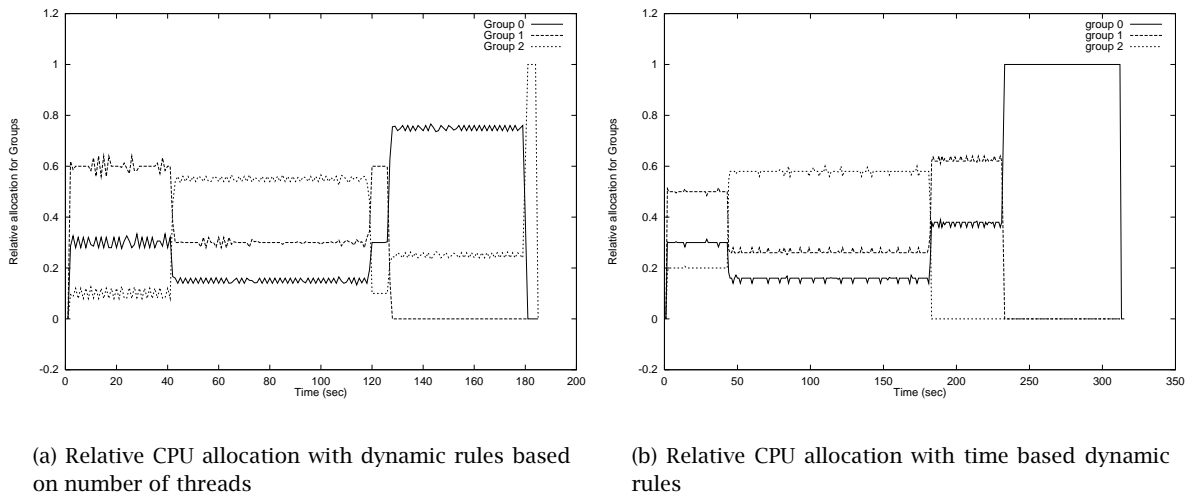 1.2
1
0.8
0.6
0.4
0.2
0
-0.2
Relative allocation for Groups
Group 0
Group 1
Group 2
0 20 40 60 80 100 120 140 160 180 200
Time (sec)
1.2
1
0.8
0.6
0.4
0.2
0
-0.2
Relative allocation for Groups
group 0
group 1
group 2
0 50 100 150 200 250 300 350
Time (sec)
(a) Relative CPU allocation with dynamic rules based
on number of threads
(b) Relative CPU allocation with time based dynamic
rules